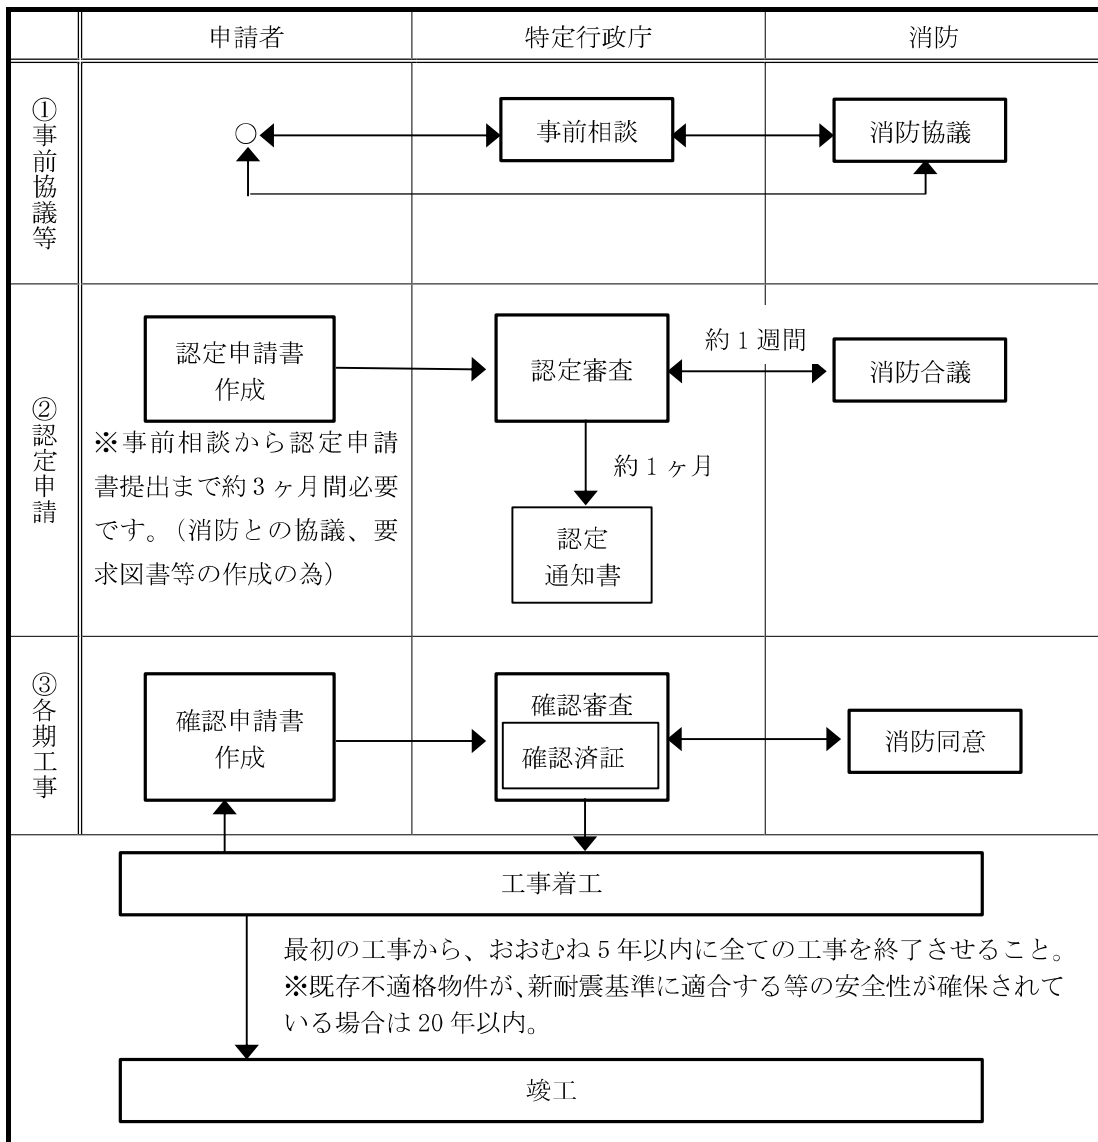 申請者
特定行政庁
消防
①事前協議等
○
事前相談
消防協議
②認定申請
認定申請書
作成
※事前相談から認定申請
書提出まで約3ヶ月間必要
です。（消防との協議、要
求図書等の作成の為）
認定審査
約1週間
消防合議
約1ヶ月
認定
通知書
③各期工事
確認申請書
作成
確認審査
確認済証
消防同意
工事着工
最初の工事から、おおむね5年以内に全ての工事を終了させること。
※既存不適格物件が、新耐震基準に適合する等の安全性が確保されて
いる場合は20年以内。
竣工